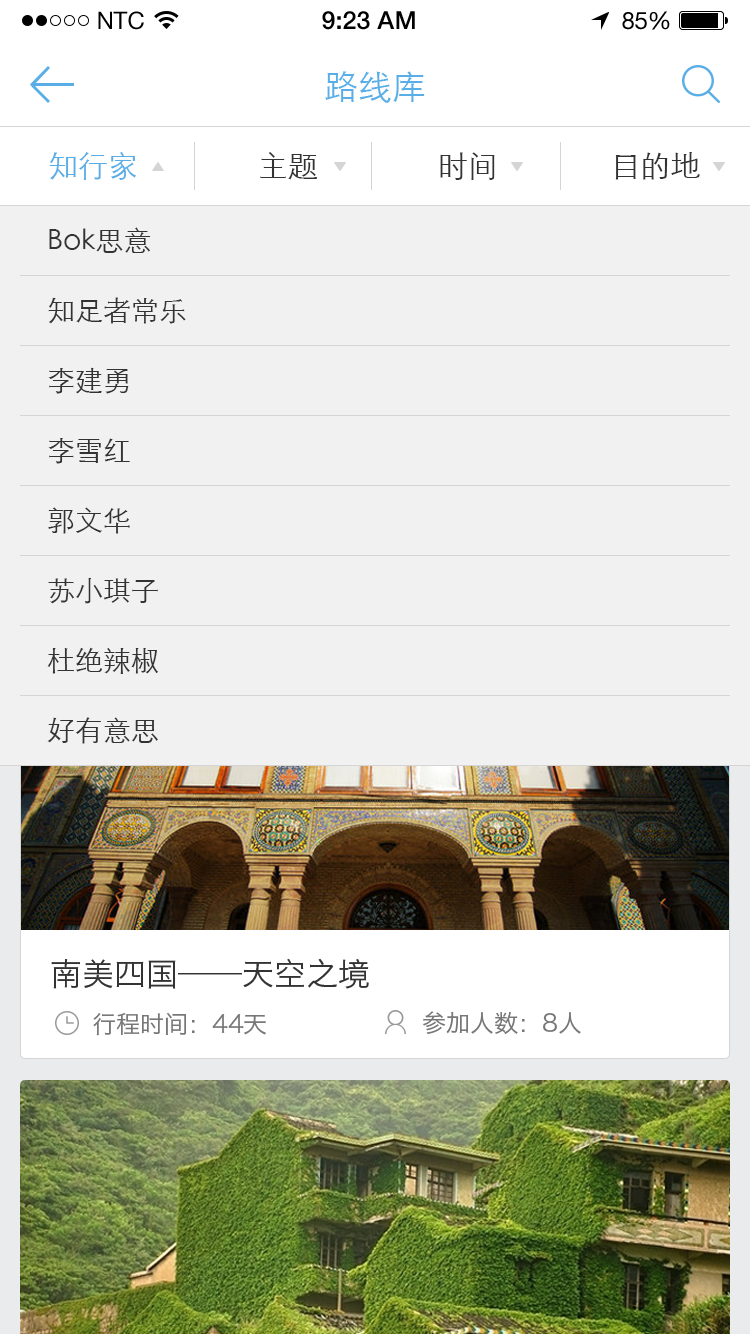 NTC 9:23 AM 85%
路线库
知行家 主题 时间 目的地
Bok思意
知足者常乐
李建勇
李雪红
郭文华
苏小琪子
杜绝辣椒
好有意思
南美四国——天空之境
行程时间：44天 参加人数：8人